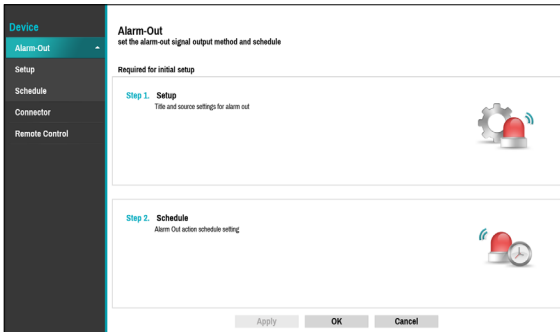 Device
Alarm-Out
Setup
Schedule
Connector
Remote Control
Alarm-Out
set the alarm-out signal output method and schedule
Required for initial setup
Step 1. Setup
Title and source settings for alarm out
Step 2. Schedule
Alarm Out action schedule setting
Apply OK Cancel